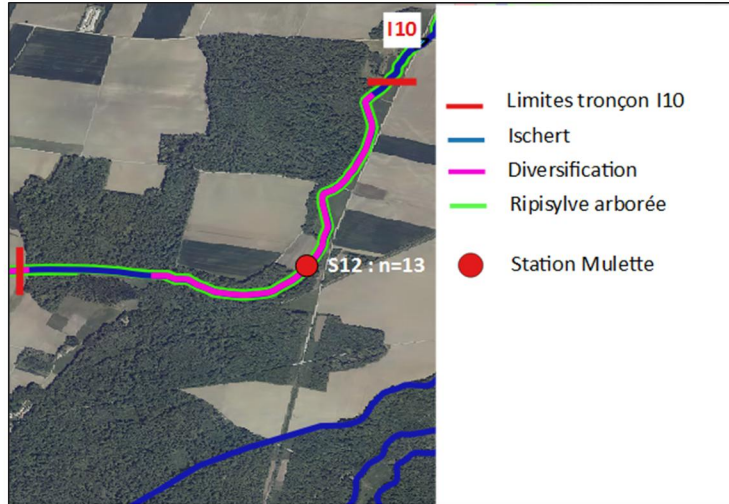 I10
Limites tronçon I10
Ischert
Diversification
Ripisylve arborée
S12 : n=13
Station Mulette